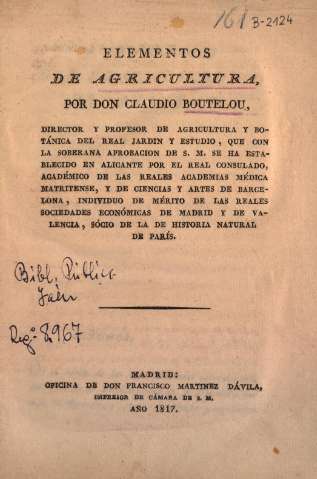 161 B-2124
ELEMENTOS
DE AGRICULTURA,
POR DON CLAUDIO BOUTELOU,
DIRECTOR Y PROFESOR DE AGRICULTURA Y BO-
TÁNICA DEL REAL JARDIN Y ESTUDIO, QUE CON
LA SOBERANA APROBACION DE S. M. SE HA ESTA-
BLECIDO EN ALICANTE POR EL REAL CONSULADO,
ACADÉMICO DE LAS REALES ACADEMIAS MÉDICA
MATRITENSE, Y DE CIENCIAS Y ARTES DE BARCE-
LONA, INDIVIDUO DE MÉRITO DE LAS REALES
SOCIEDADES ECONÓMICAS DE MADRID Y DE VA-
LENCIA, SÓCIO DE LA DE HISTORIA NATURAL
DE PARÍS.
Bibl. Pública
Jaén
Reg.º 8967
MADRID:
OFICINA DE DON FRANCISCO MARTINEZ DÁVILA,
IMPRESOR DE CÁMARA DE S. M.
AÑO 1817.